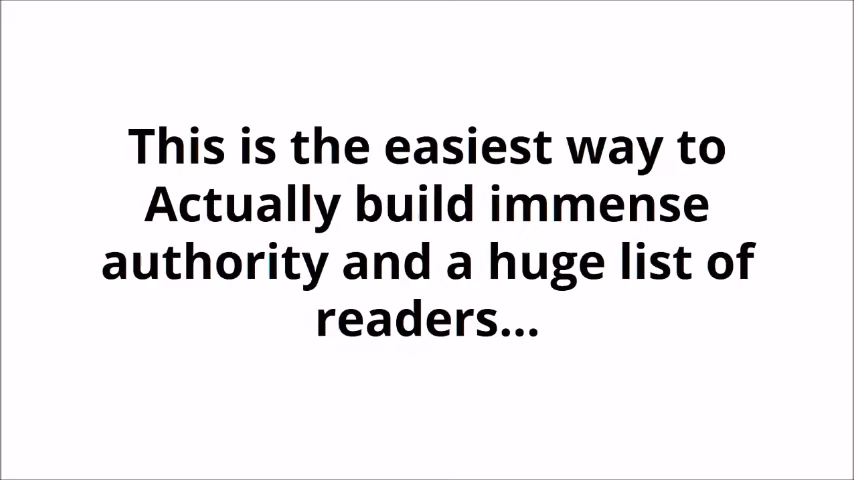 This is the easiest way to
Actually build immense
authority and a huge list of
readers...